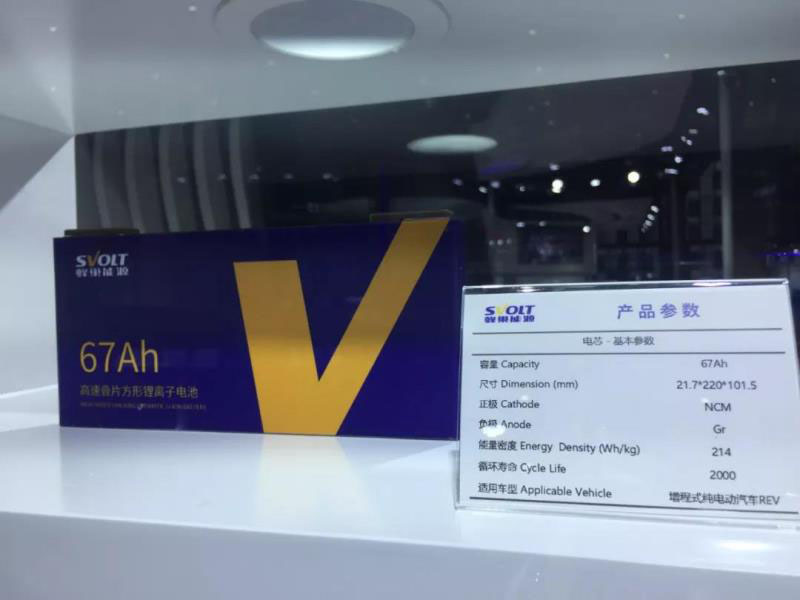 SVOLT
蜂巢能源
67Ah
高速叠片方形锂离子电池
SVOLT
蜂巢能源
产品参数
电芯 - 基本参数
容量 Capacity 67Ah
尺寸 Dimension (mm) 21.7*220*101.5
正极 Cathode NCM
负极 Anode Gr
能量密度 Energy Density (Wh/kg) 214
循环寿命 Cycle Life 2000
适用车型 Applicable Vehicle 增程式纯电动汽车REV